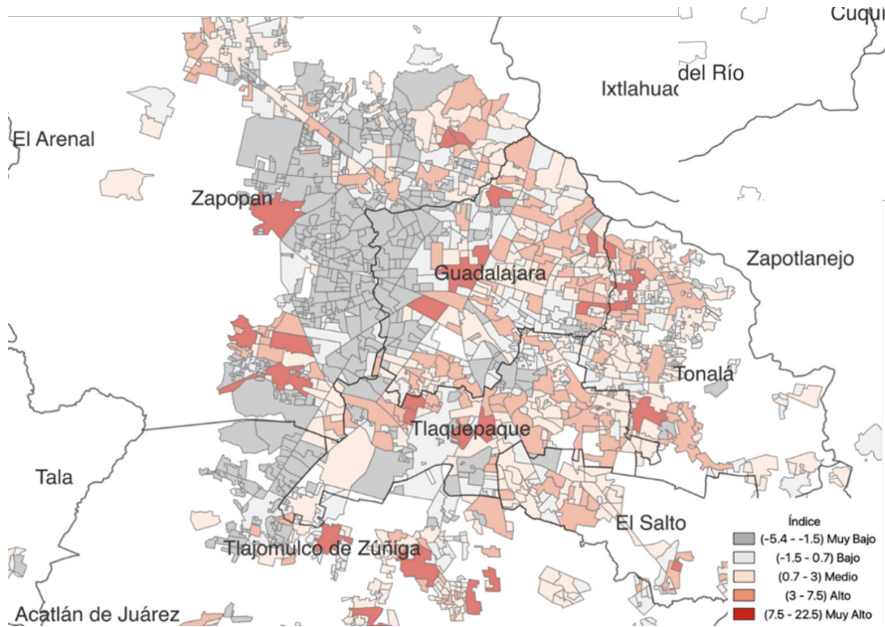 Cuqui
del Río
Ixtlahuac
El Arenal
Zapopan
Zapotlanejo
Guadalajara
Tonalá
Tlaquepaque
Tala
El Salto
Tlajomulco de Zúñiga
Acatlán de Juárez
Índice
(-5.4 - -1.5) Muy Bajo
(-1.5 - 0.7) Bajo
(0.7 - 3) Medio
(3 - 7.5) Alto
(7.5 - 22.5) Muy Alto